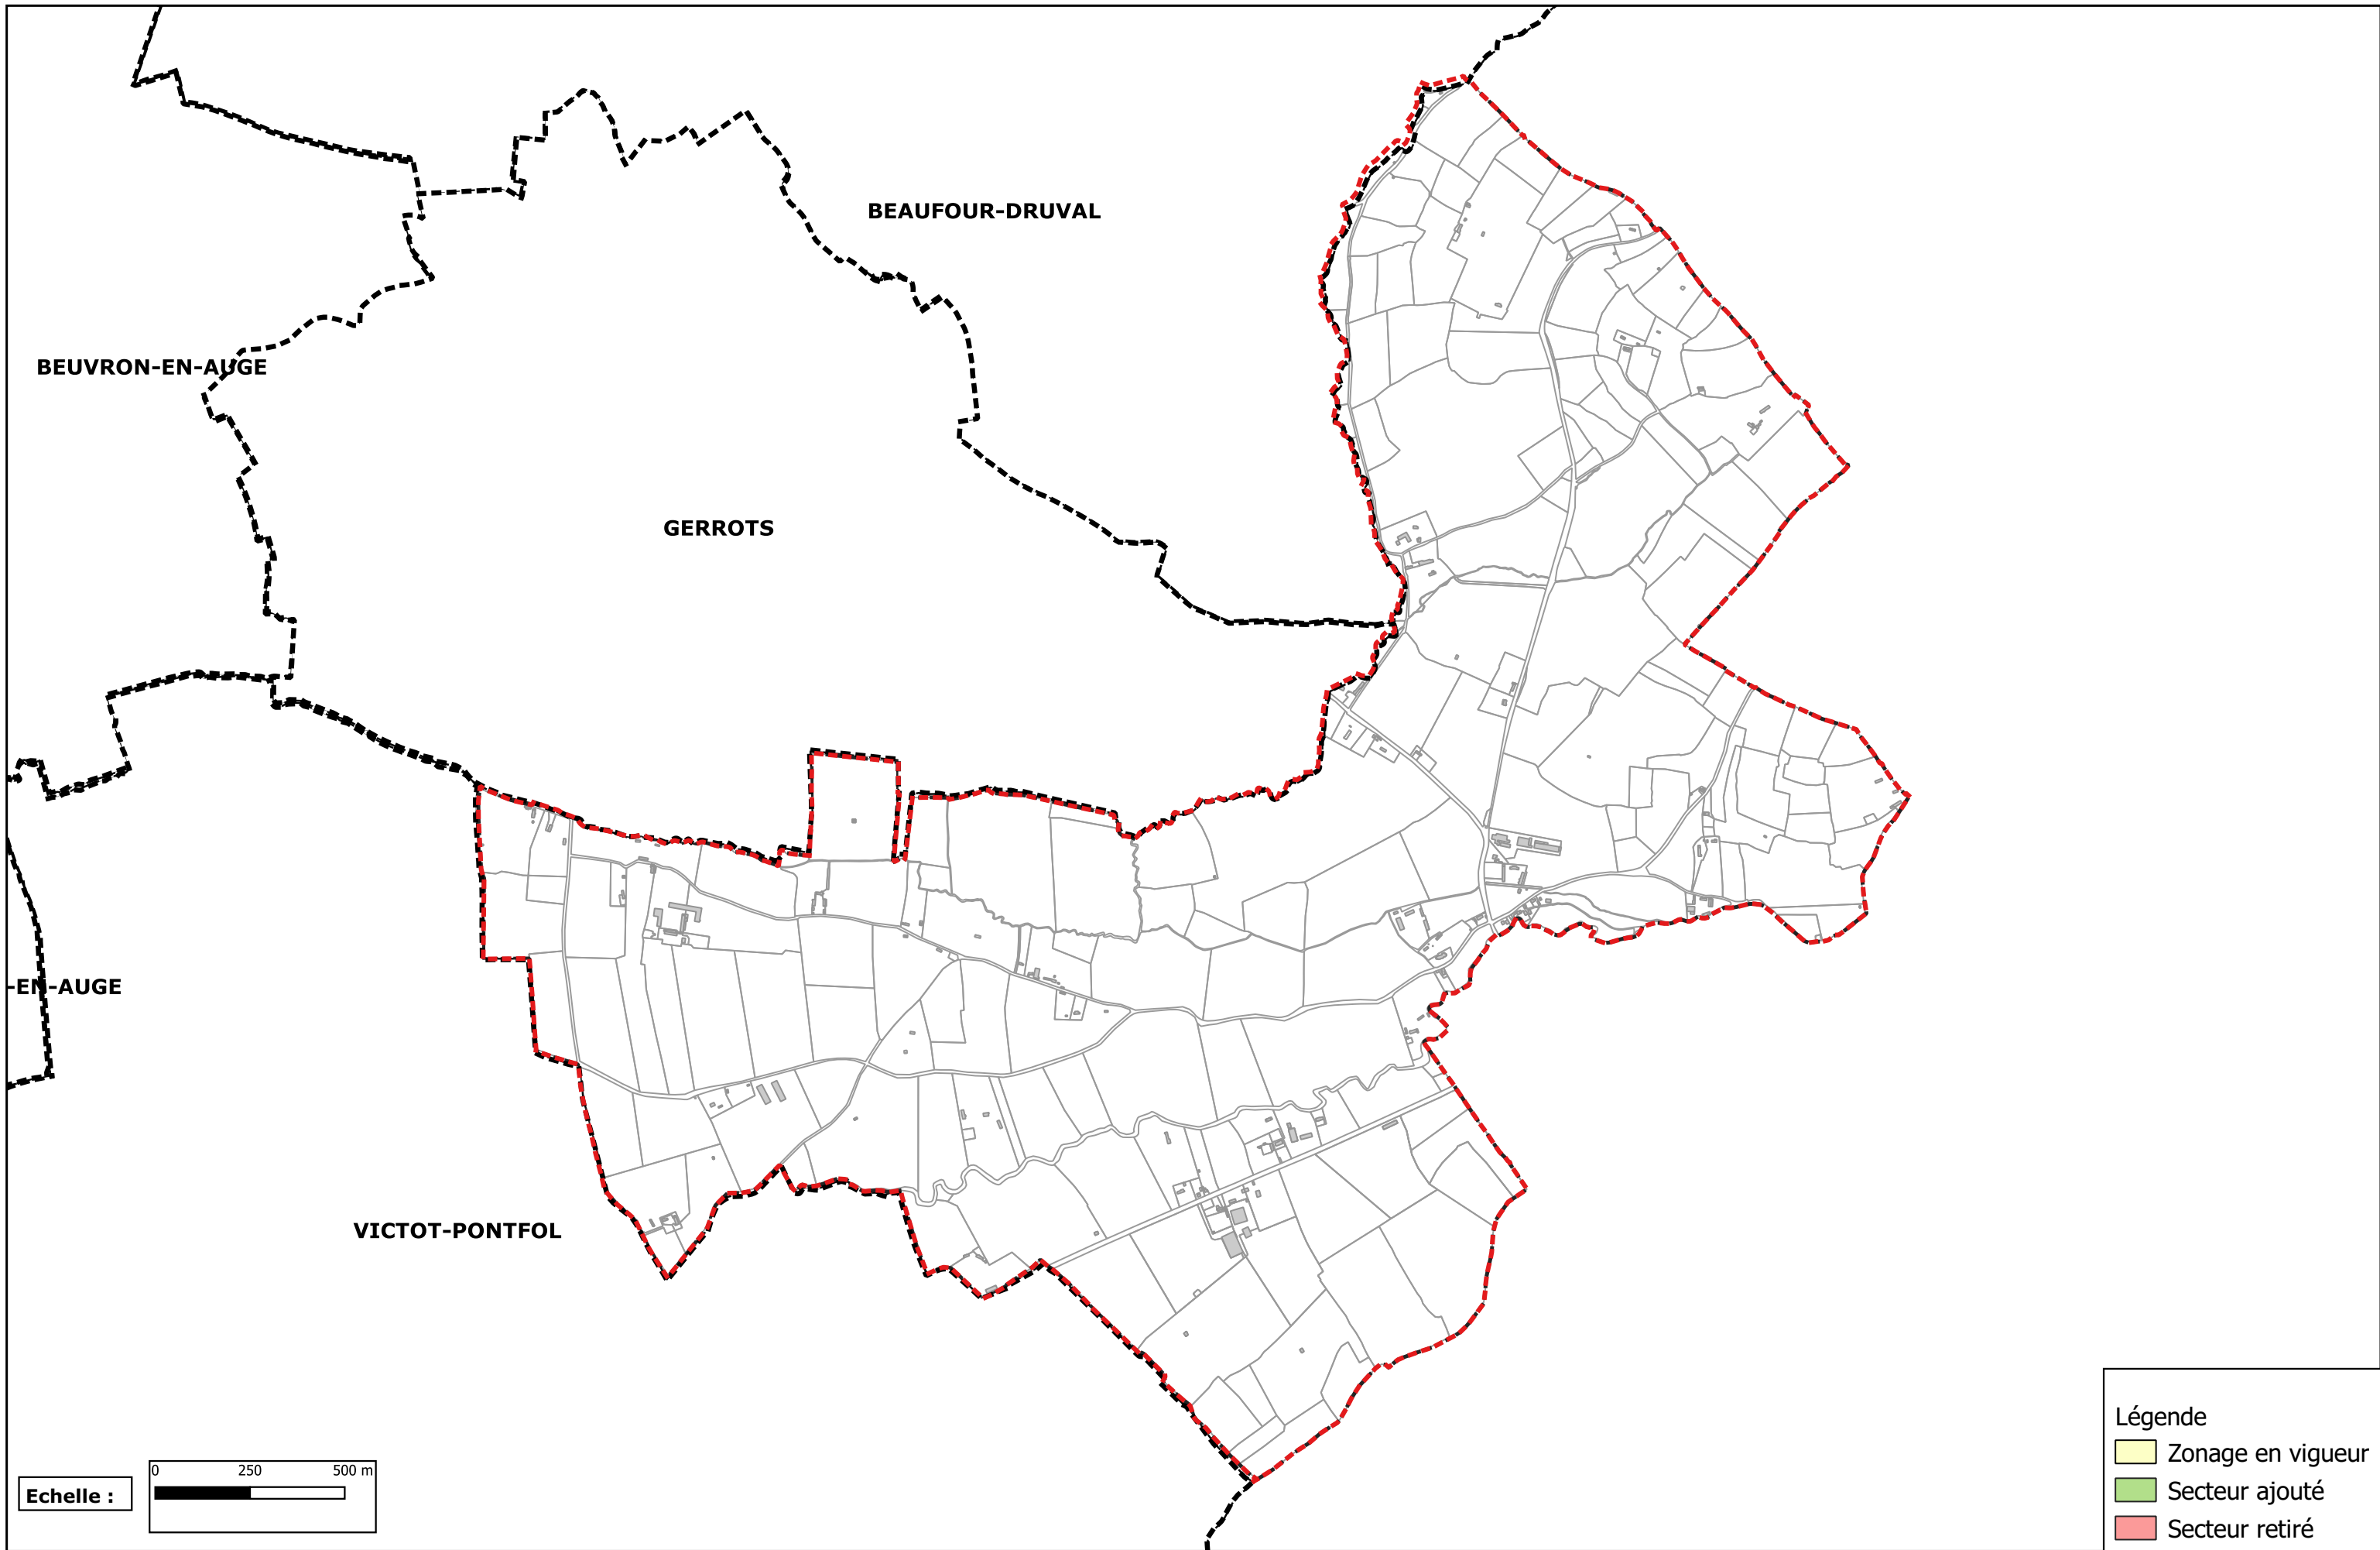 BEAUFOUR-DRUVAL
BEUVRON-EN-AUGE
GERROTS
-EN-AUGE
VICTOT-PONTFOL
Echelle :
0 250 500 m
Légende
Zonage en vigueur
Secteur ajouté
Secteur retiré